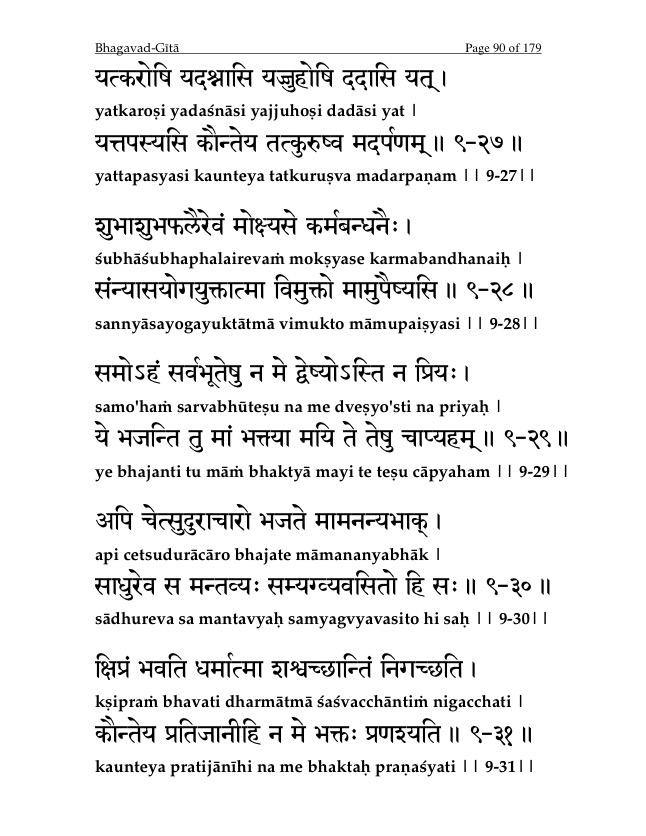 Bhagavad-Gītā Page 90 of 179
यत्करोषि यदश्नासि यज्जुहोषि ददासि यत् ।
yatkaroṣi yadaśnāsi yajjuhoṣi dadāsi yat |
यत्तपस्यसि कौन्तेय तत्कुरुष्व मदर्पणम् ॥ ९-२७ ॥
yattapasyasi kaunteya tatkuruṣva madarpaṇam || 9-27||
शुभाशुभफलैरेवं मोक्ष्यसे कर्मबन्धनैः ।
śubhāśubhaphalairevaṁ mokṣyase karmabandhanaiḥ |
संन्यासयोगयुक्तात्मा विमुक्तो मामुपैष्यसि ॥ ९-२८ ॥
sannyāsayogayuktātmā vimukto māmupaiṣyasi || 9-28||
समोऽहं सर्वभूतेषु न मे द्वेष्योऽस्ति न प्रियः ।
samo'haṁ sarvabhūteṣu na me dveṣyo'sti na priyaḥ |
ये भजन्ति तु मां भक्तया मयि ते तेषु चाप्यहम् ॥ ९-२९ ॥
ye bhajanti tu māṁ bhaktyā mayi te teṣu cāpyaham || 9-29||
अपि चेत्सुदुराचारो भजते मामनन्यभाक् ।
api cetsudurācāro bhajate māmananyabhāk |
साधुरेव स मन्तव्यः सम्यग्व्यवसितो हि सः ॥ ९-३० ॥
sādhureva sa mantavyaḥ samyagvyavasito hi saḥ || 9-30||
क्षिप्रं भवति धर्मात्मा शश्वच्छान्तिं निगच्छति ।
kṣipraṁ bhavati dharmātmā śaśvacchāntiṁ nigacchati |
कौन्तेय प्रतिजानीहि न मे भक्तः प्रणश्यति ॥ ९-३१ ॥
kaunteya pratijānīhi na me bhaktaḥ praṇaśyati || 9-31||